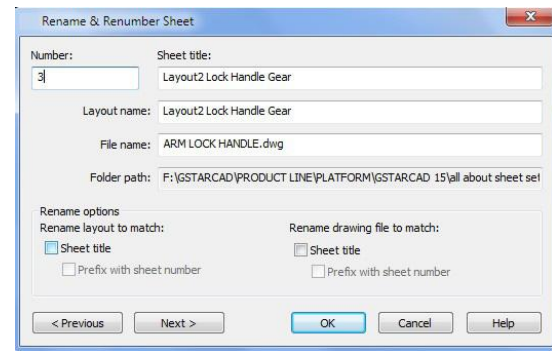 Rename & Renumber Sheet
Number: Sheet title:
3 Layout2 Lock Handle Gear
Layout name: Layout2 Lock Handle Gear
File name: ARM LOCK HANDLE.dwg
Folder path: F:\GSTARCAD\PRODUCT LINE\PLATFORM\GSTARCAD 15\all about sheet set
Rename options
Rename layout to match: Rename drawing file to match:
Sheet title Sheet title
Prefix with sheet number Prefix with sheet number
< Previous Next > OK Cancel Help